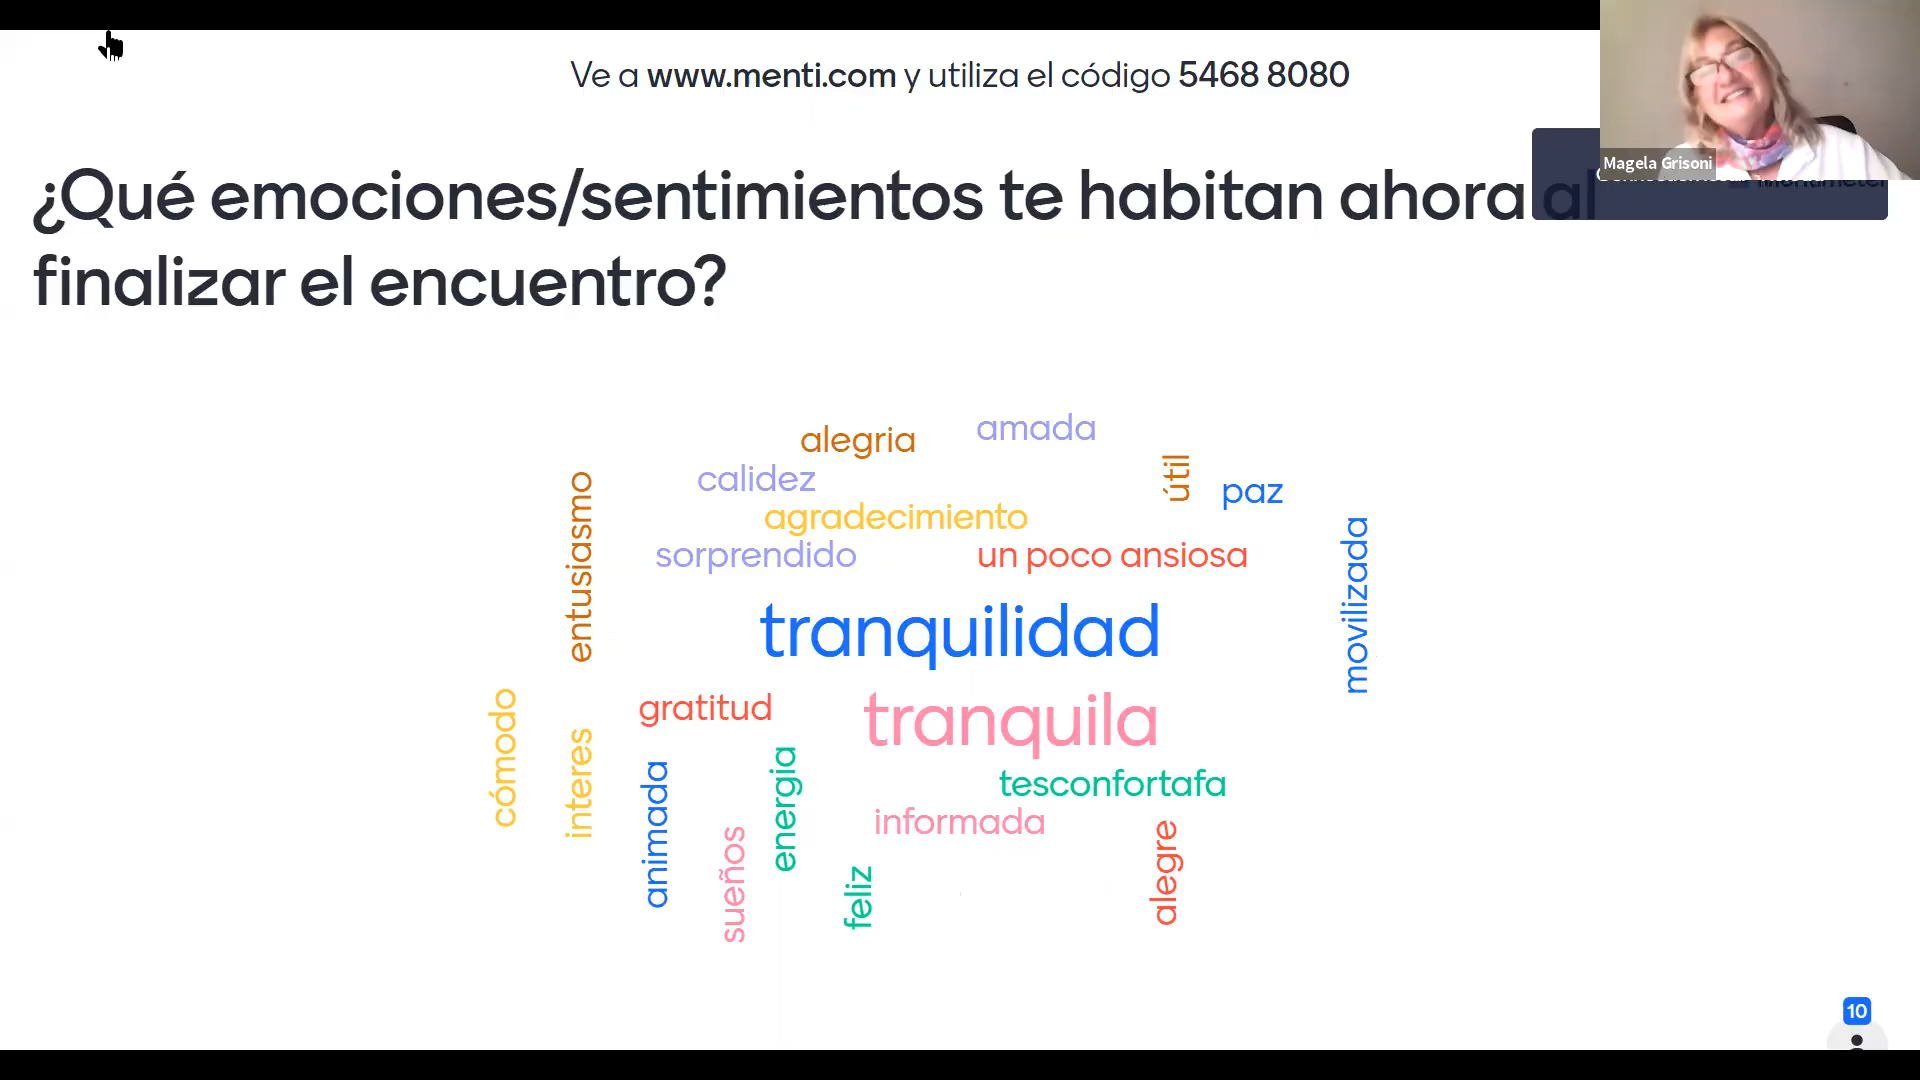 Ve a www.menti.com y utiliza el código 5468 8080
Magela Grisoni
¿Qué emociones/sentimientos te habitan ahora al
finalizar el encuentro?
alegria
amada
calidez
útil
paz
entusiasmo
agradecimiento
sorprendido
un poco ansiosa
movilizada
tranquilidad
cómodo
gratitud
tranquila
interes
animada
energia
tesconfortafa
informada
sueños
feliz
alegre
10